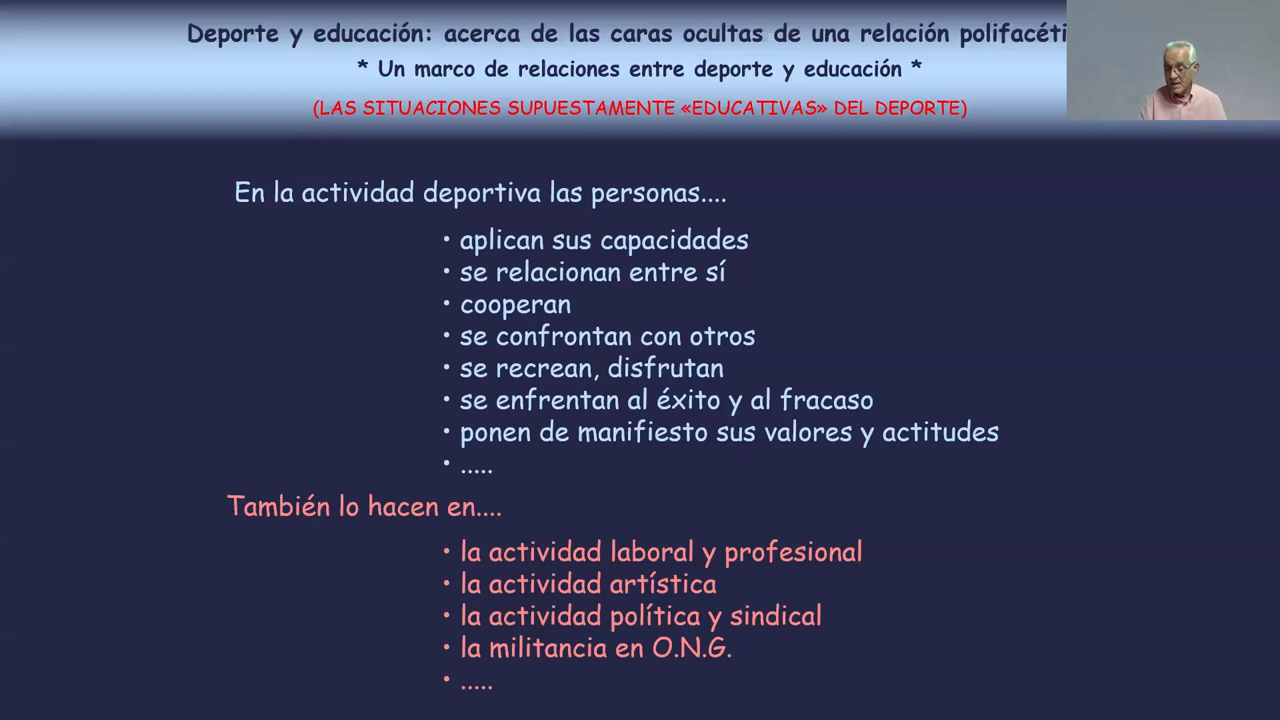 Deporte y educación: acerca de las caras ocultas de una relación polifacéti
* Un marco de relaciones entre deporte y educación *
(LAS SITUACIONES SUPUESTAMENTE «EDUCATIVAS» DEL DEPORTE)
En la actividad deportiva las personas....
• aplican sus capacidades
• se relacionan entre sí
• cooperan
• se confrontan con otros
• se recrean, disfrutan
• se enfrentan al éxito y al fracaso
• ponen de manifiesto sus valores y actitudes
• .....
También lo hacen en....
• la actividad laboral y profesional
• la actividad artística
• la actividad política y sindical
• la militancia en O.N.G.
• .....